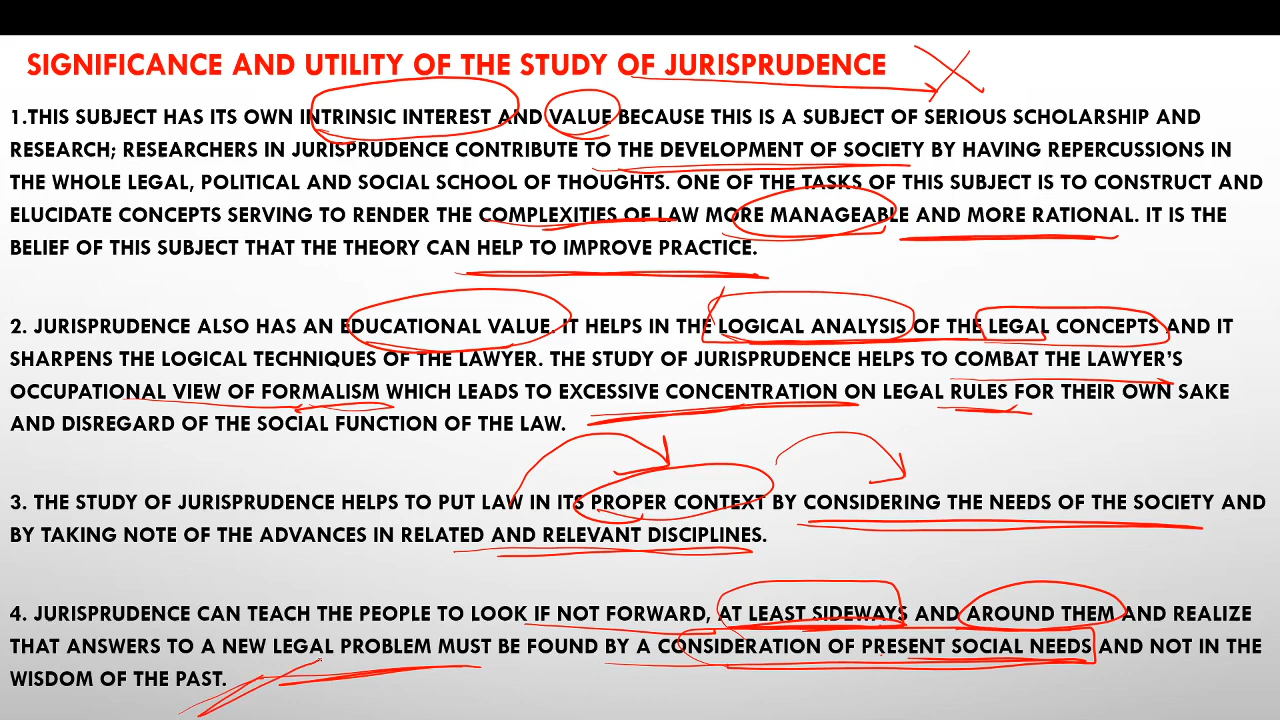 SIGNIFICANCE AND UTILITY OF THE STUDY OF JURISPRUDENCE
1.THIS SUBJECT HAS ITS OWN INTRINSIC INTEREST AND VALUE BECAUSE THIS IS A SUBJECT OF SERIOUS SCHOLARSHIP AND
RESEARCH; RESEARCHERS IN JURISPRUDENCE CONTRIBUTE TO THE DEVELOPMENT OF SOCIETY BY HAVING REPERCUSSIONS IN
THE WHOLE LEGAL, POLITICAL AND SOCIAL SCHOOL OF THOUGHTS. ONE OF THE TASKS OF THIS SUBJECT IS TO CONSTRUCT AND
ELUCIDATE CONCEPTS SERVING TO RENDER THE COMPLEXITIES OF LAW MORE MANAGEABLE AND MORE RATIONAL. IT IS THE
BELIEF OF THIS SUBJECT THAT THE THEORY CAN HELP TO IMPROVE PRACTICE.
2. JURISPRUDENCE ALSO HAS AN EDUCATIONAL VALUE. IT HELPS IN THE LOGICAL ANALYSIS OF THE LEGAL CONCEPTS AND IT
SHARPENS THE LOGICAL TECHNIQUES OF THE LAWYER. THE STUDY OF JURISPRUDENCE HELPS TO COMBAT THE LAWYER'S
OCCUPATIONAL VIEW OF FORMALISM WHICH LEADS TO EXCESSIVE CONCENTRATION ON LEGAL RULES FOR THEIR OWN SAKE
AND DISREGARD OF THE SOCIAL FUNCTION OF THE LAW.
3. THE STUDY OF JURISPRUDENCE HELPS TO PUT LAW IN ITS PROPER CONTEXT BY CONSIDERING THE NEEDS OF THE SOCIETY AND
BY TAKING NOTE OF THE ADVANCES IN RELATED AND RELEVANT DISCIPLINES.
4. JURISPRUDENCE CAN TEACH THE PEOPLE TO LOOK IF NOT FORWARD, AT LEAST SIDEWAYS AND AROUND THEM AND REALIZE
THAT ANSWERS TO A NEW LEGAL PROBLEM MUST BE FOUND BY A CONSIDERATION OF PRESENT SOCIAL NEEDS AND NOT IN THE
WISDOM OF THE PAST.